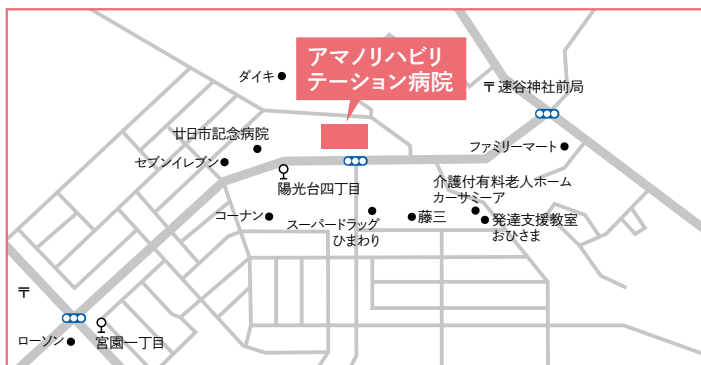 アマノリハビリ
テーション病院
ダイキ
〒速谷神社前局
廿日市記念病院
セブンイレブン
ファミリーマート
陽光台四丁目
介護付有料老人ホーム
カーサミーア
コーナン
スーパードラッグ
ひまわり
藤三
発達支援教室
おひさま
〒
ローソン
宮園一丁目